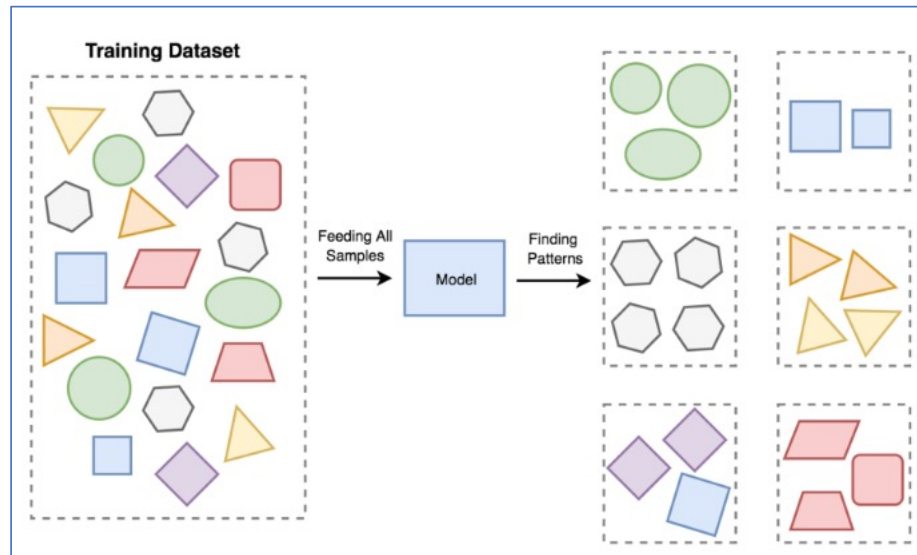 Training Dataset
Feeding All
Samples
Model
Finding
Patterns